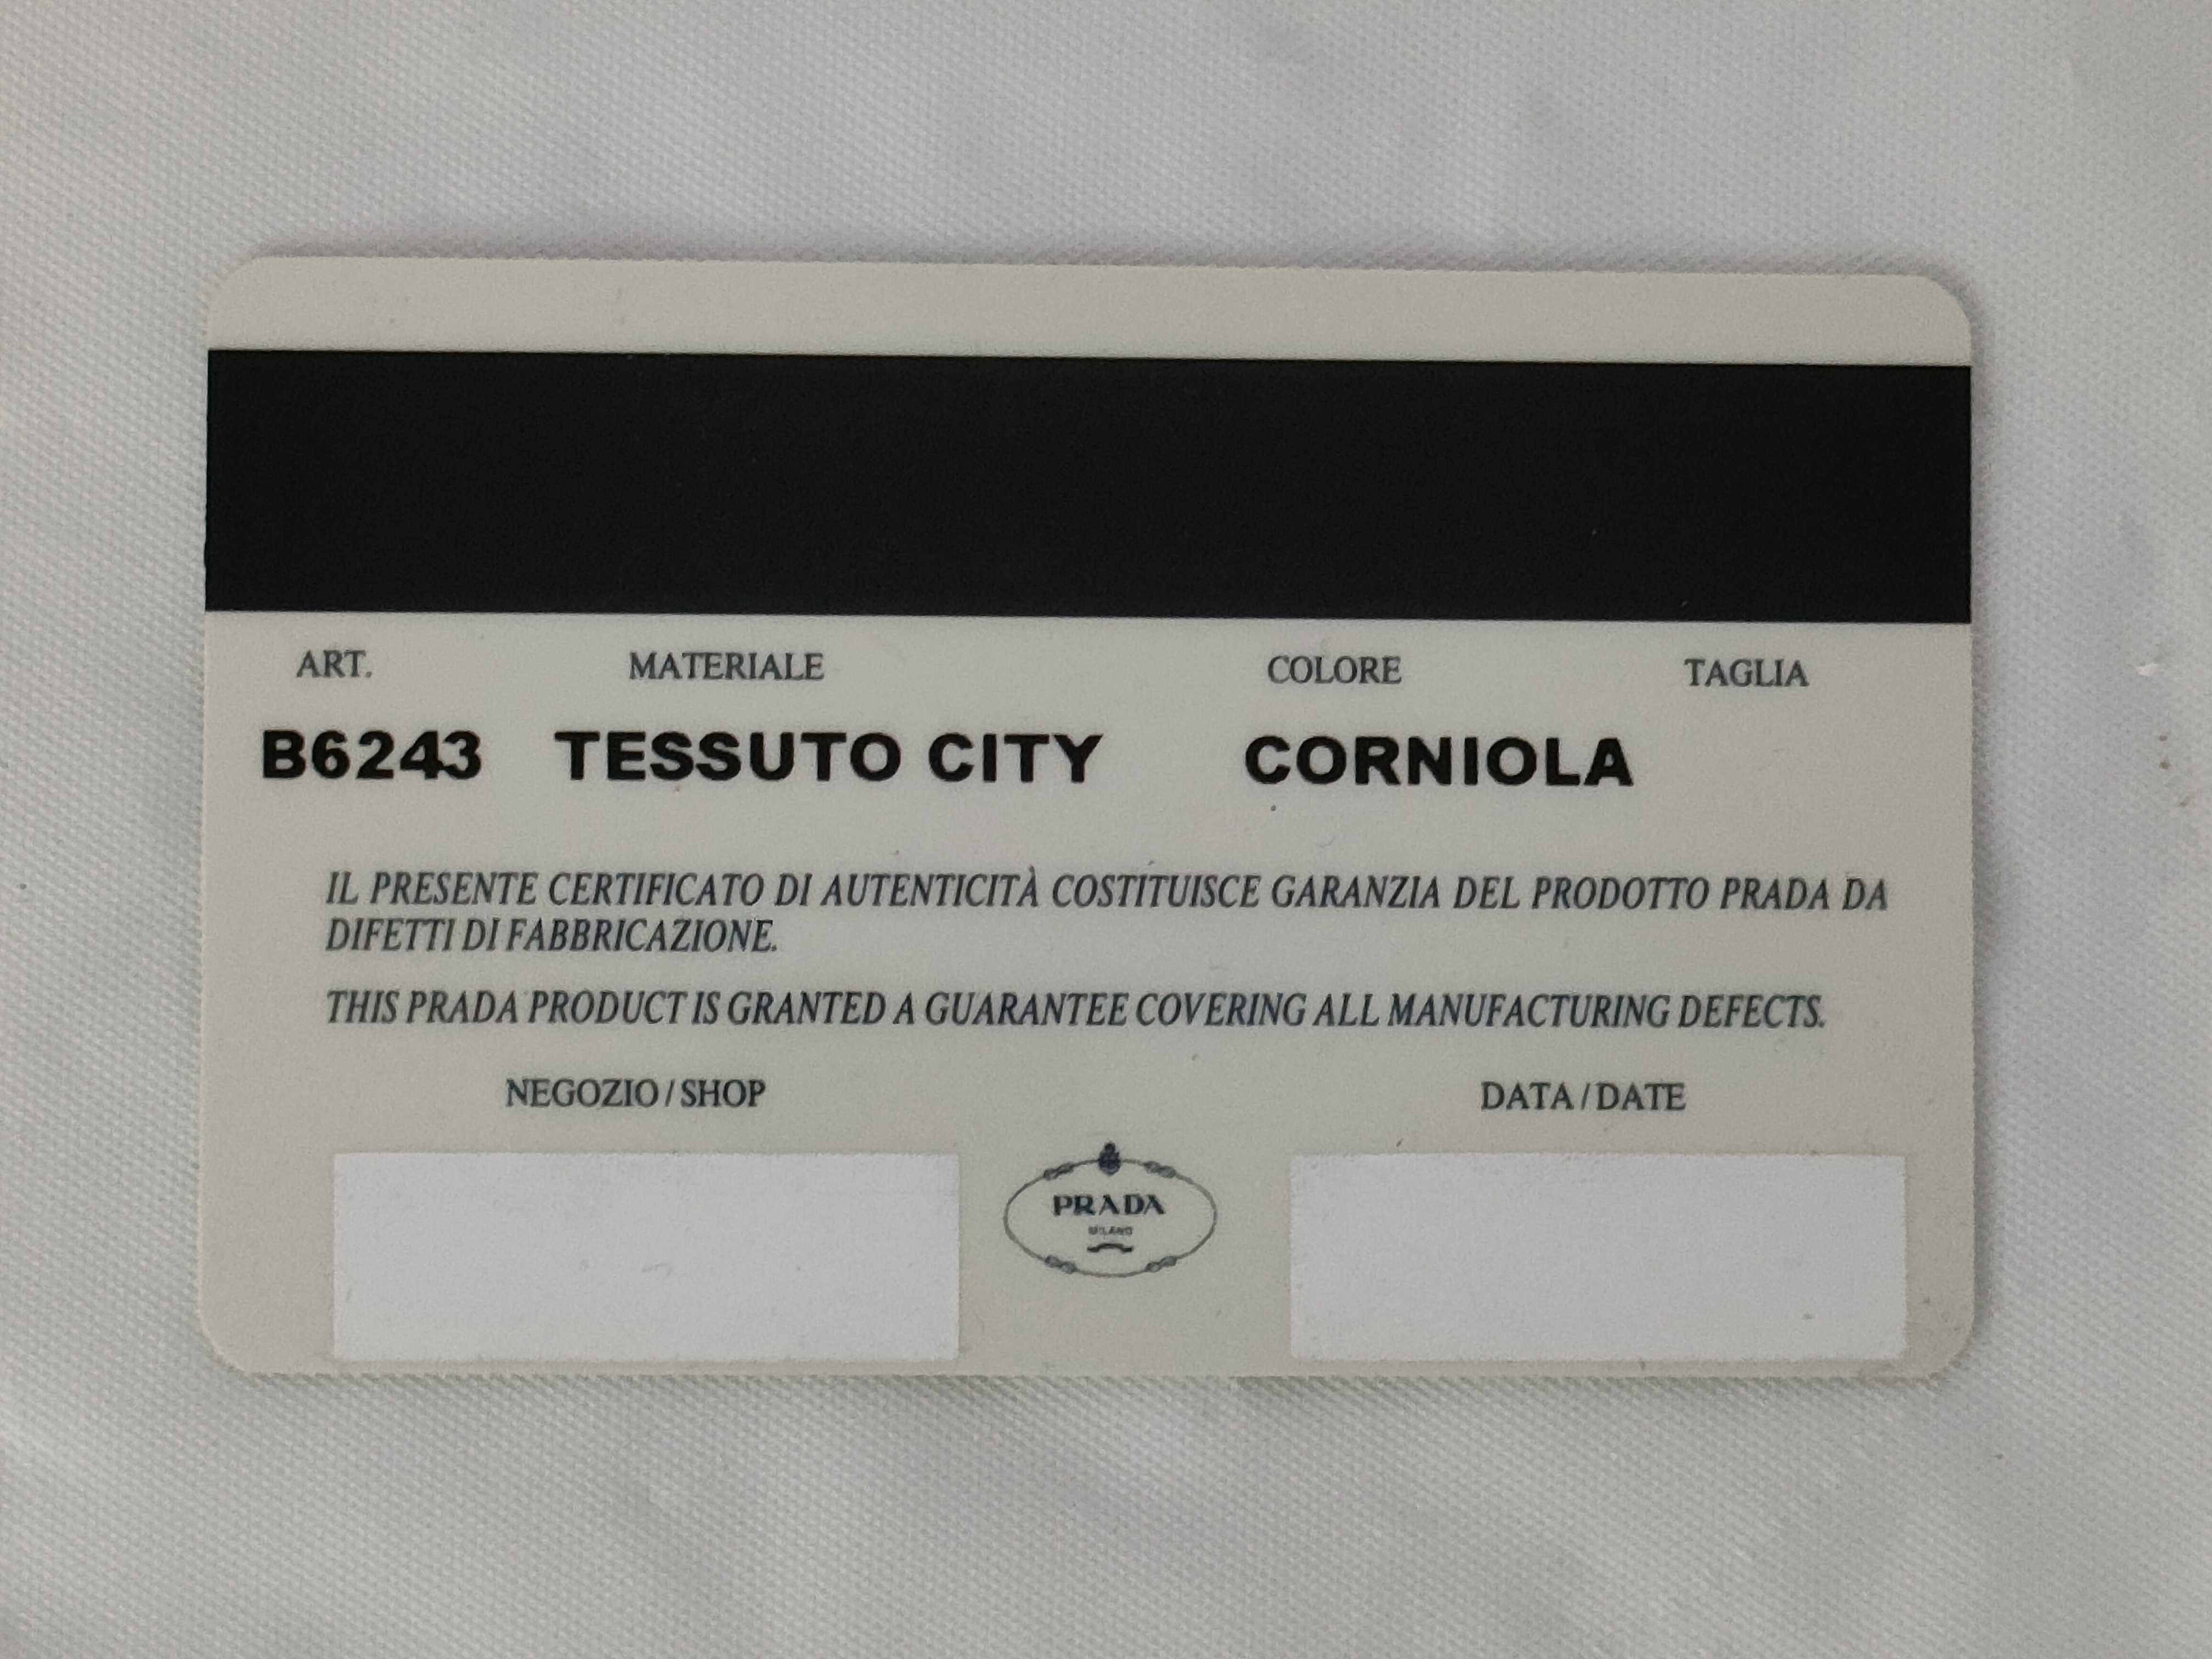 ART. MATERIALE COLORE TAGLIA
B6243 TESSUTO CITY CORNIOLA
IL PRESENTE CERTIFICATO DI AUTENTICITÀ COSTITUISCE GARANZIA DEL PRODOTTO PRADA DA
DIFETTI DI FABBRICAZIONE.
THIS PRADA PRODUCT IS GRANTED A GUARANTEE COVERING ALL MANUFACTURING DEFECTS.
NEGOZIO / SHOP DATA / DATE
PRADA
MILANO